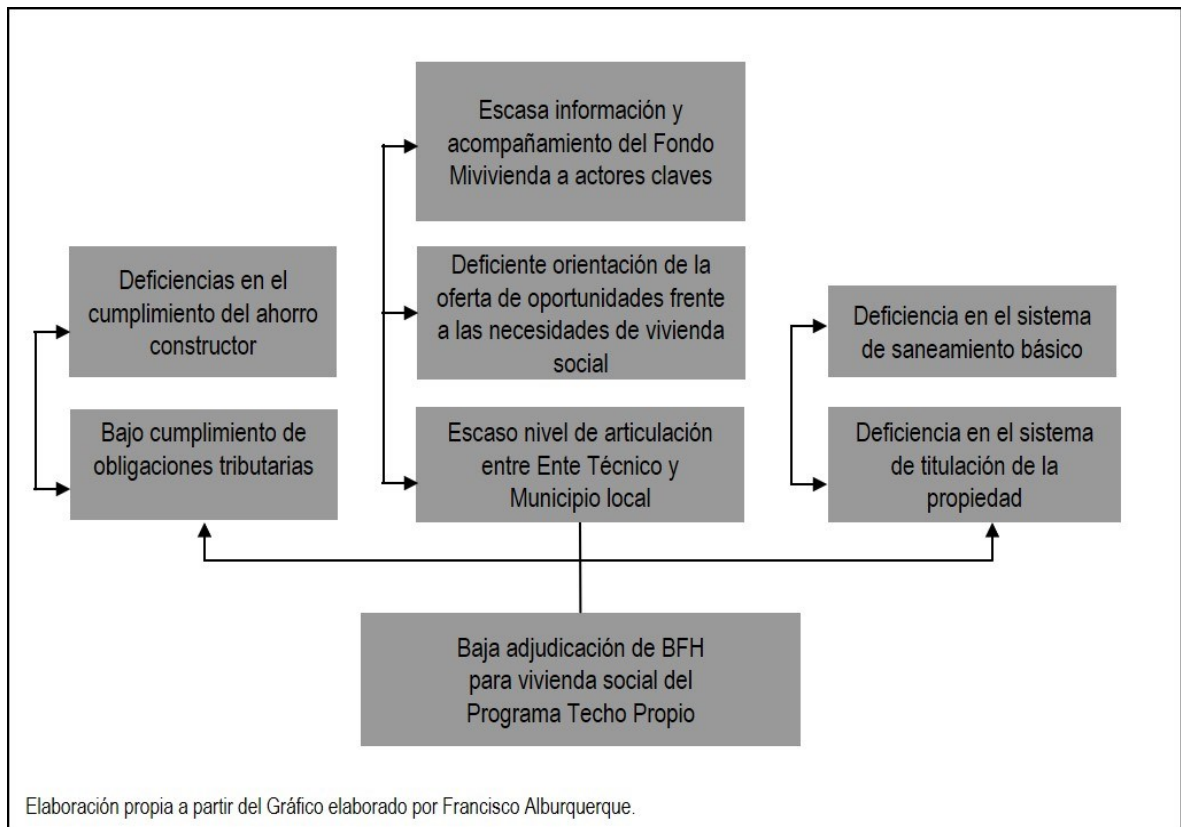 Escasa información y
acompañamiento del Fondo
Mivivienda a actores claves
Deficiencias en el
cumplimiento del ahorro
constructor
Deficiente orientación de la
oferta de oportunidades frente
a las necesidades de vivienda
social
Deficiencia en el sistema
de saneamiento básico
Bajo cumplimiento de
obligaciones tributarias
Escaso nivel de articulación
entre Ente Técnico y
Municipio local
Deficiencia en el sistema
de titulación de la
propiedad
Baja adjudicación de BFH
para vivienda social del
Programa Techo Propio
Elaboración propia a partir del Gráfico elaborado por Francisco Alburquerque.